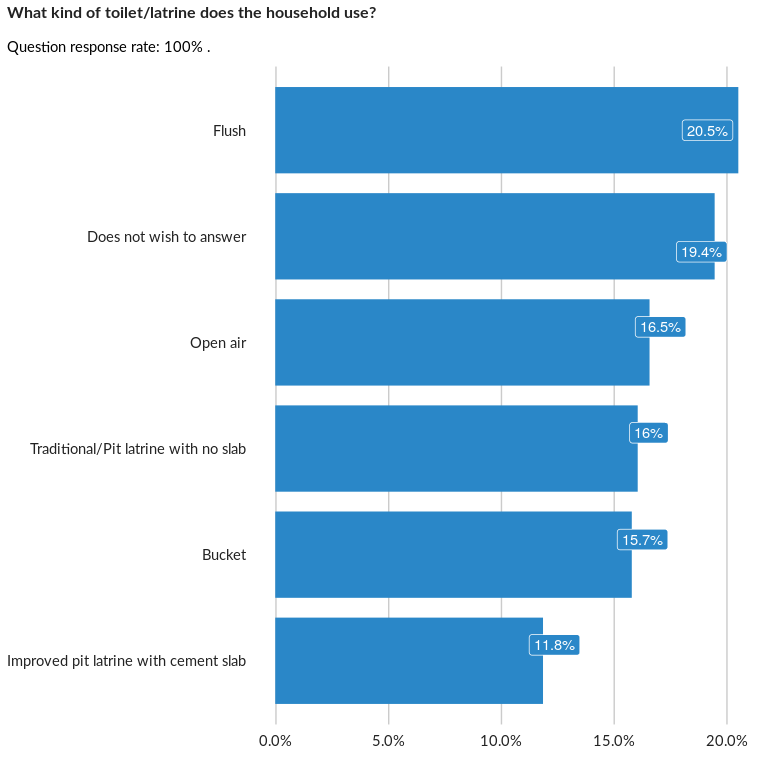 What kind of toilet/latrine does the household use?
Question response rate: 100% .
Flush
20.5%
Does not wish to answer
19.4%
Open air
16.5%
Traditional/Pit latrine with no slab
16%
Bucket
15.7%
Improved pit latrine with cement slab
11.8%
0.0% 5.0% 10.0% 15.0% 20.0%